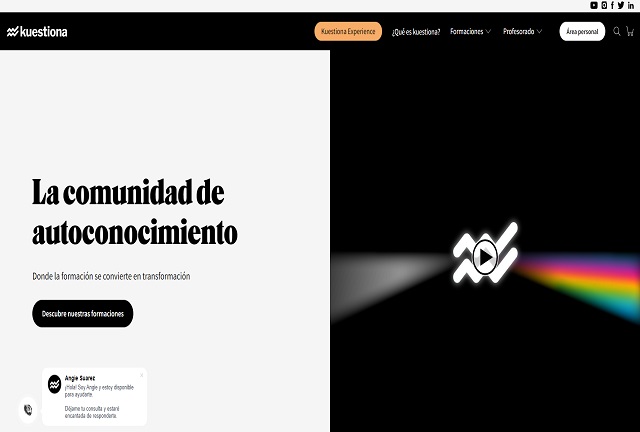 kuestiona
Kuestiona Experience
¿Qué es kuestiona?
Formaciones
Profesorado
Área personal
La comunidad de
autoconocimiento
Donde la formación se convierte en transformación
Descubre nuestras formaciones
Angie Suarez
¡Hola! Soy Angie y estoy disponible
para ayudarte.
Déjame tu consulta y estaré
encantada de responderte.